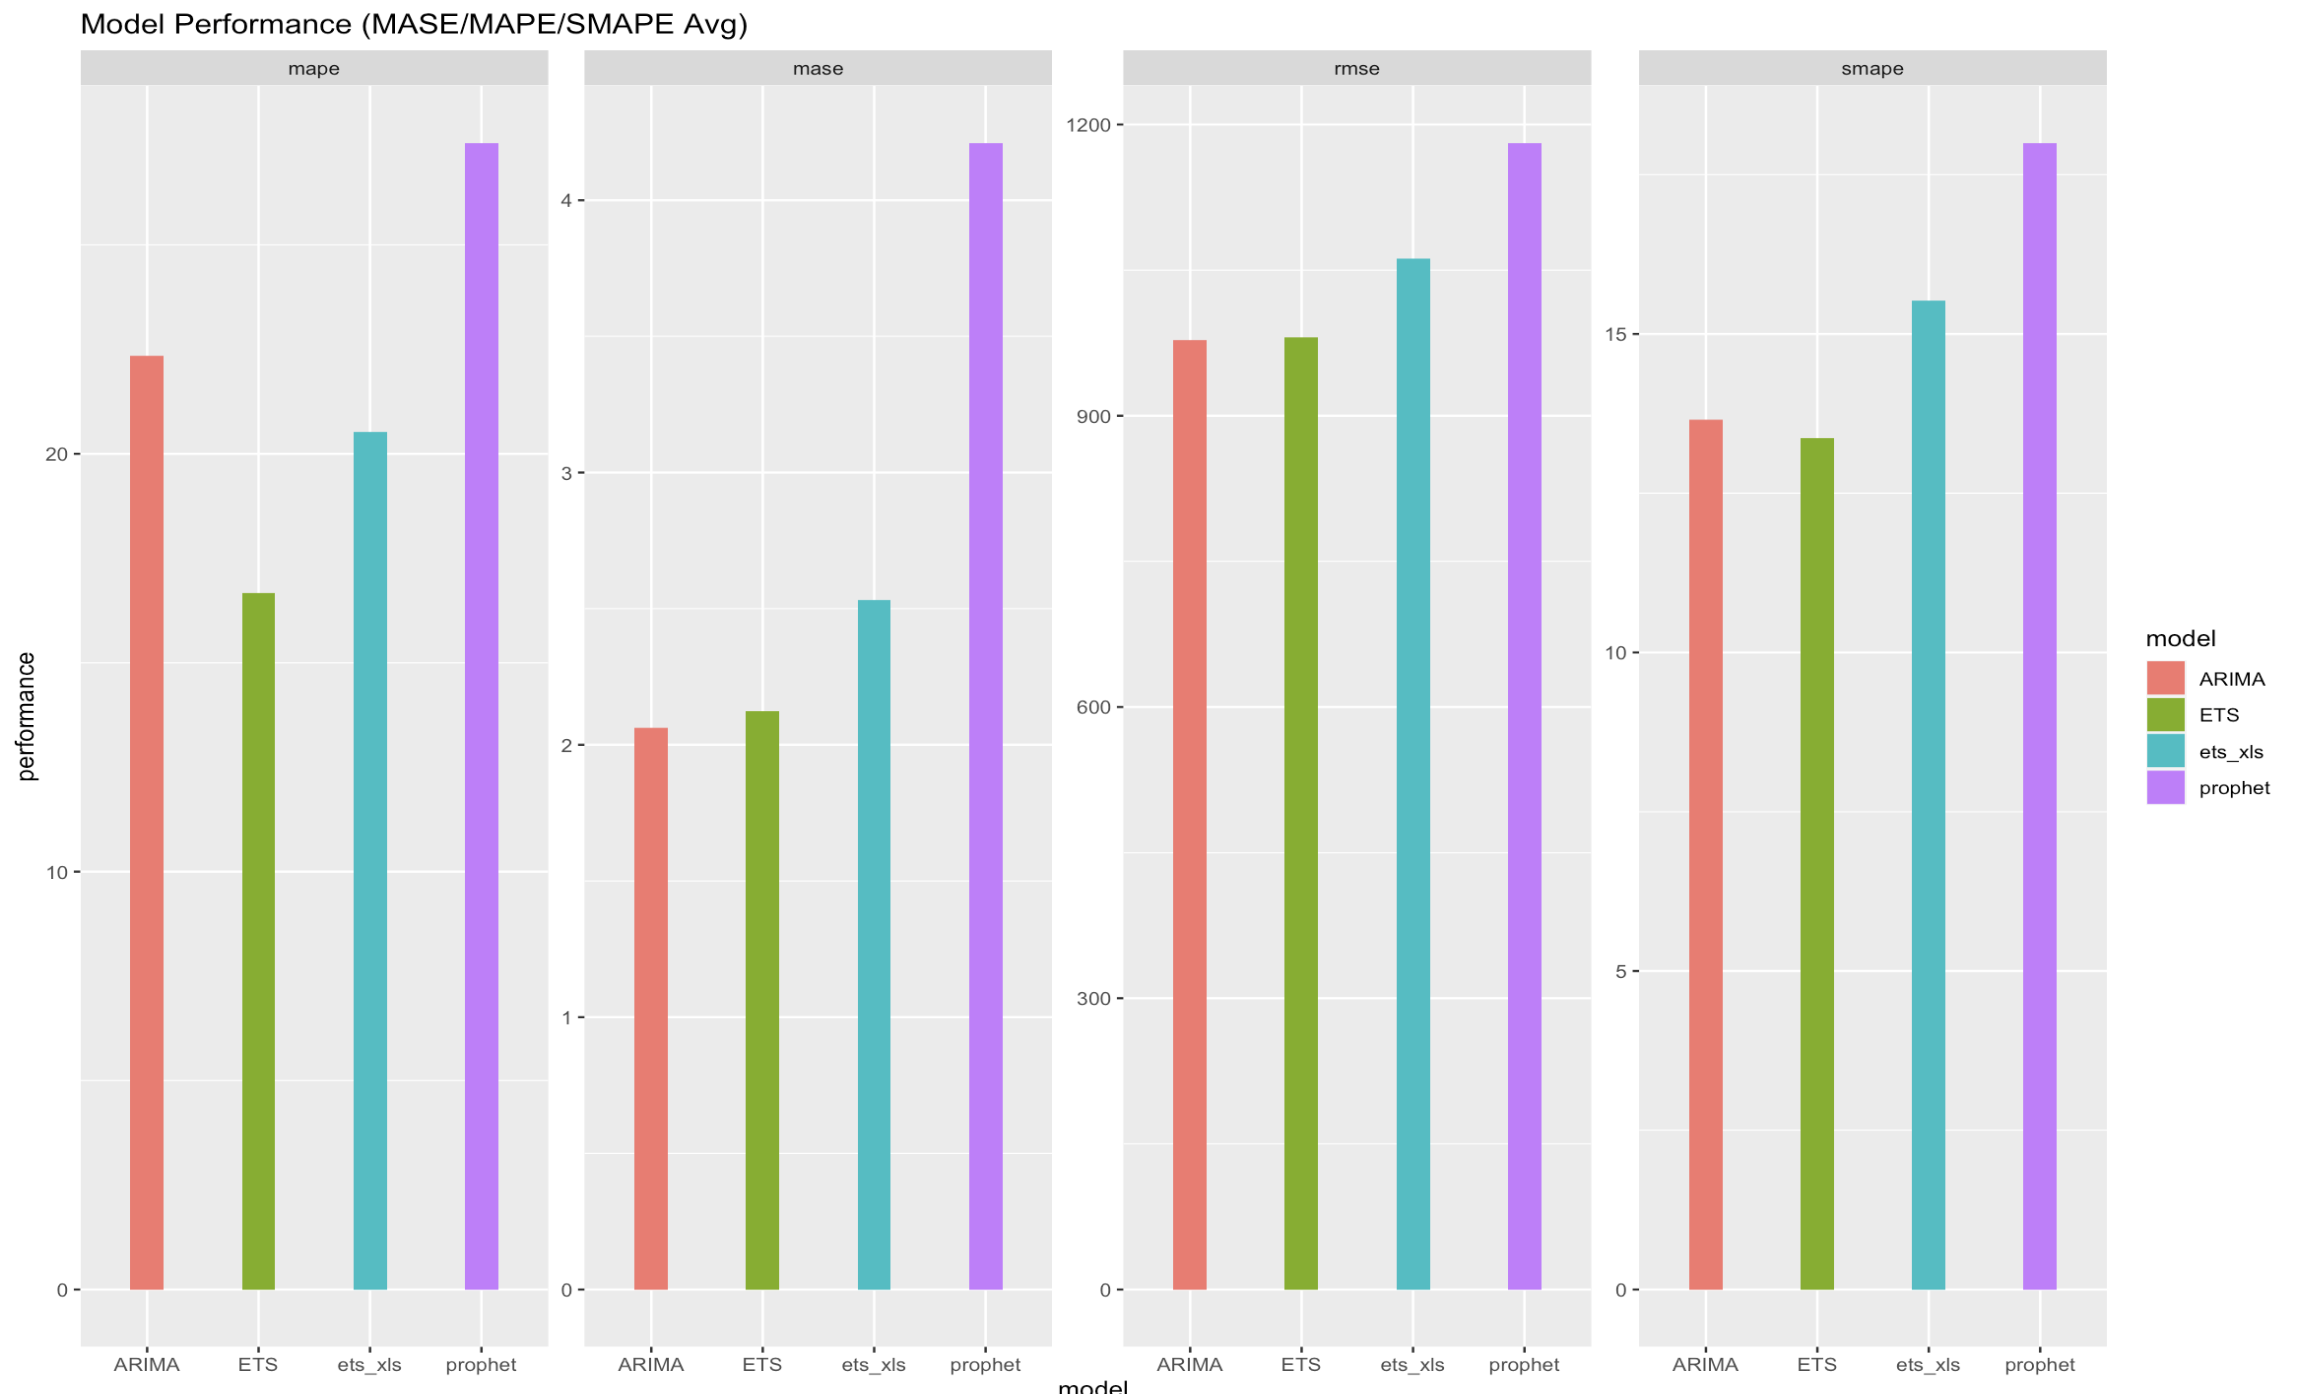 Model Performance (MASE/MAPE/SMAPE Avg)
mape
mase
rmse
smape
performance
20
10
0
4
3
2
1
0
1200
900
600
300
0
15
10
5
0
ARIMA ETS ets_xls prophet
ARIMA ETS ets_xls prophet
ARIMA ETS ets_xls prophet
ARIMA ETS ets_xls prophet
model
model
ARIMA
ETS
ets_xls
prophet